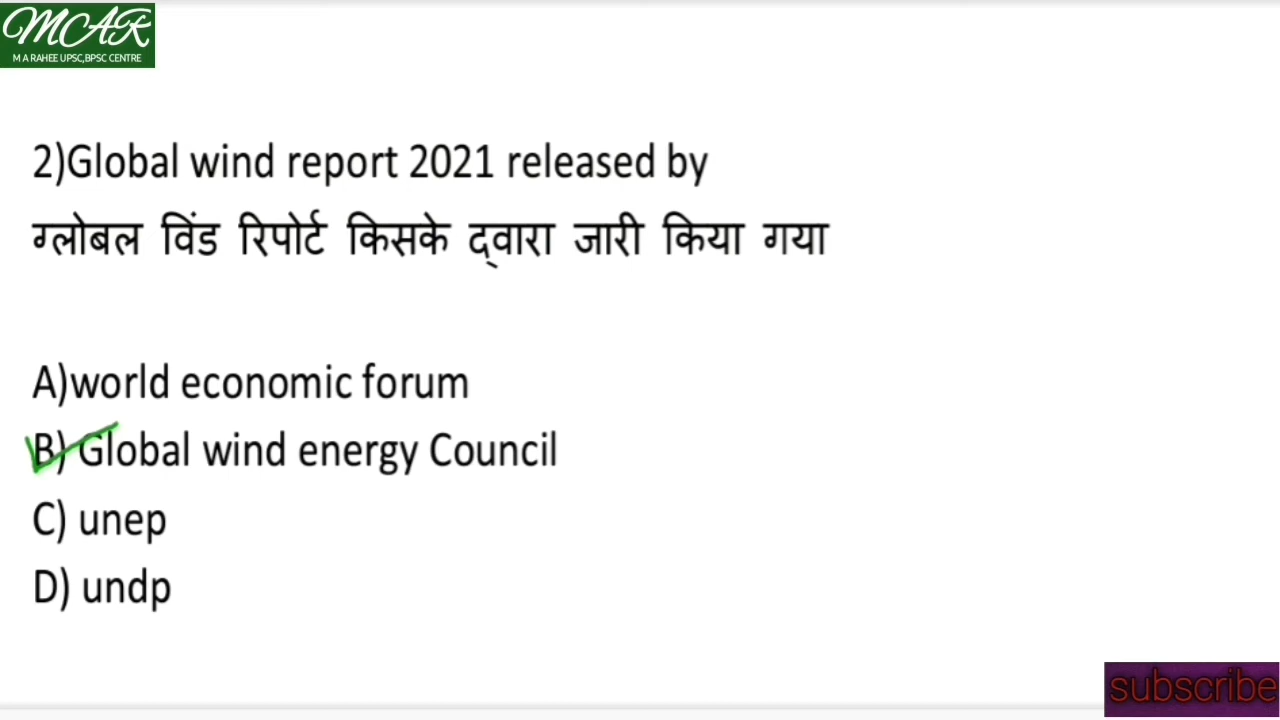 MCAR
M A RAHEE UPSC,BPSC CENTRE
2)Global wind report 2021 released by
ग्लोबल विंड रिपोर्ट किसके द्वारा जारी किया गया
A)world economic forum
B) Global wind energy Council
C) unep
D) undp
subscribe